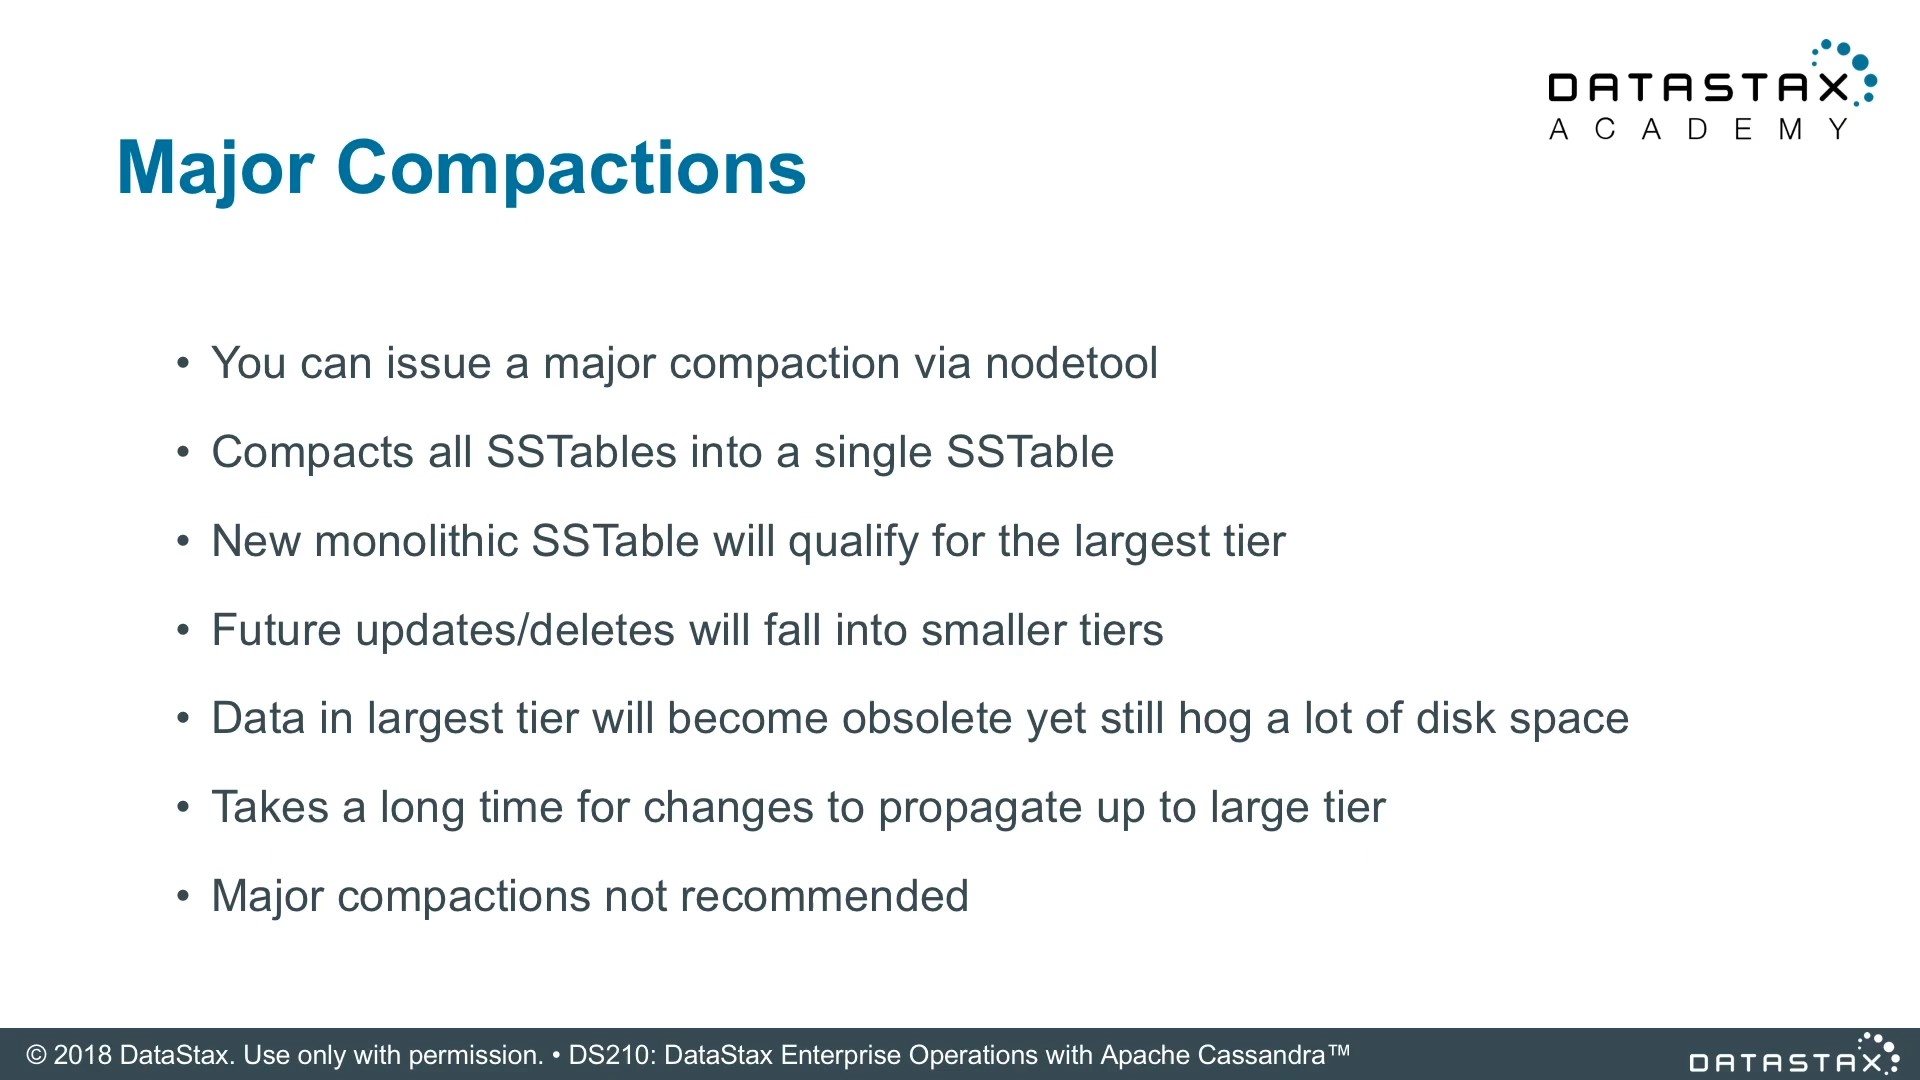 DATASTAX
ACADEMY
Major Compactions
• You can issue a major compaction via nodetool
• Compacts all SSTables into a single SSTable
• New monolithic SSTable will qualify for the largest tier
• Future updates/deletes will fall into smaller tiers
• Data in largest tier will become obsolete yet still hog a lot of disk space
• Takes a long time for changes to propagate up to large tier
• Major compactions not recommended
© 2018 DataStax. Use only with permission. • DS210: DataStax Enterprise Operations with Apache Cassandra™
DATASTAX